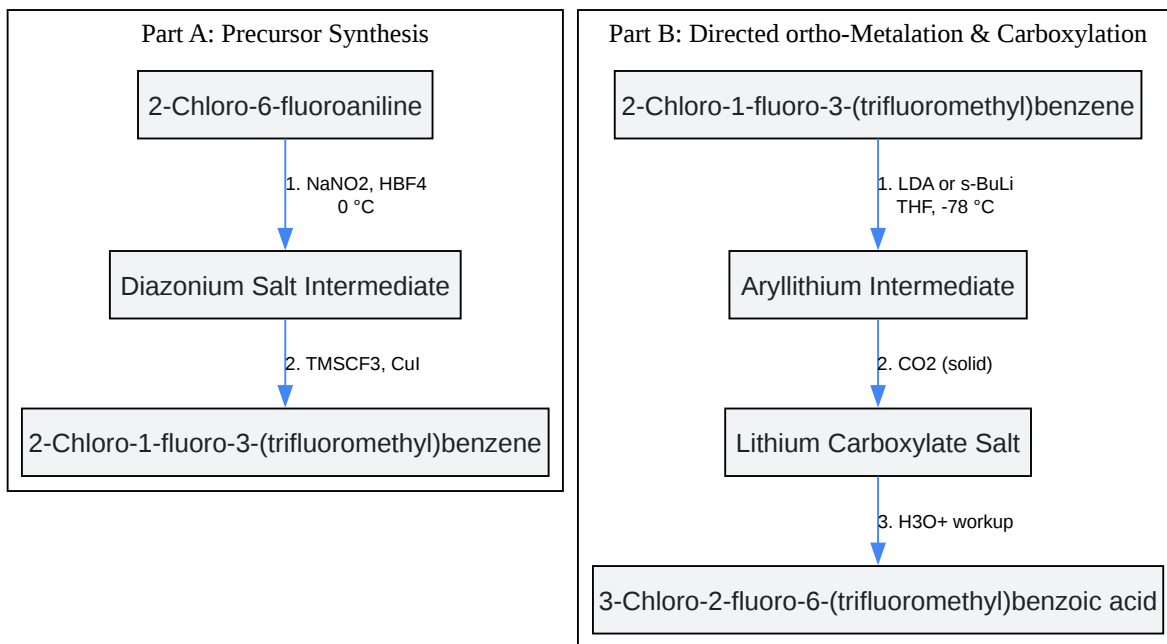 Part A: Precursor Synthesis
2-Chloro-6-fluoroaniline
1. NaNO2, HBF4
0 °C
Diazonium Salt Intermediate
2. TMSCF3, CuI
2-Chloro-1-fluoro-3-(trifluoromethyl)benzene
Part B: Directed ortho-Metalation & Carboxylation
2-Chloro-1-fluoro-3-(trifluoromethyl)benzene
1. LDA or s-BuLi
THF, -78 °C
Aryllithium Intermediate
2. CO2 (solid)
Lithium Carboxylate Salt
3. H3O+ workup
3-Chloro-2-fluoro-6-(trifluoromethyl)benzoic acid